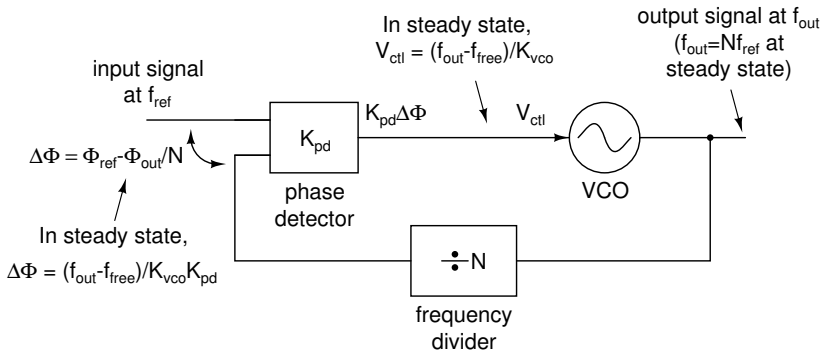 In steady state,
V_ctl = (f_out-f_free)/K_vco
output signal at f_out
(f_out=Nf_ref at
steady state)
input signal
at f_ref
K_pd
K_pdΔΦ
V_ctl
ΔΦ = Φ_ref-Φ_out/N
phase
detector
VCO
In steady state,
ΔΦ = (f_out-f_free)/K_vcoK_pd
÷ N
frequency
divider